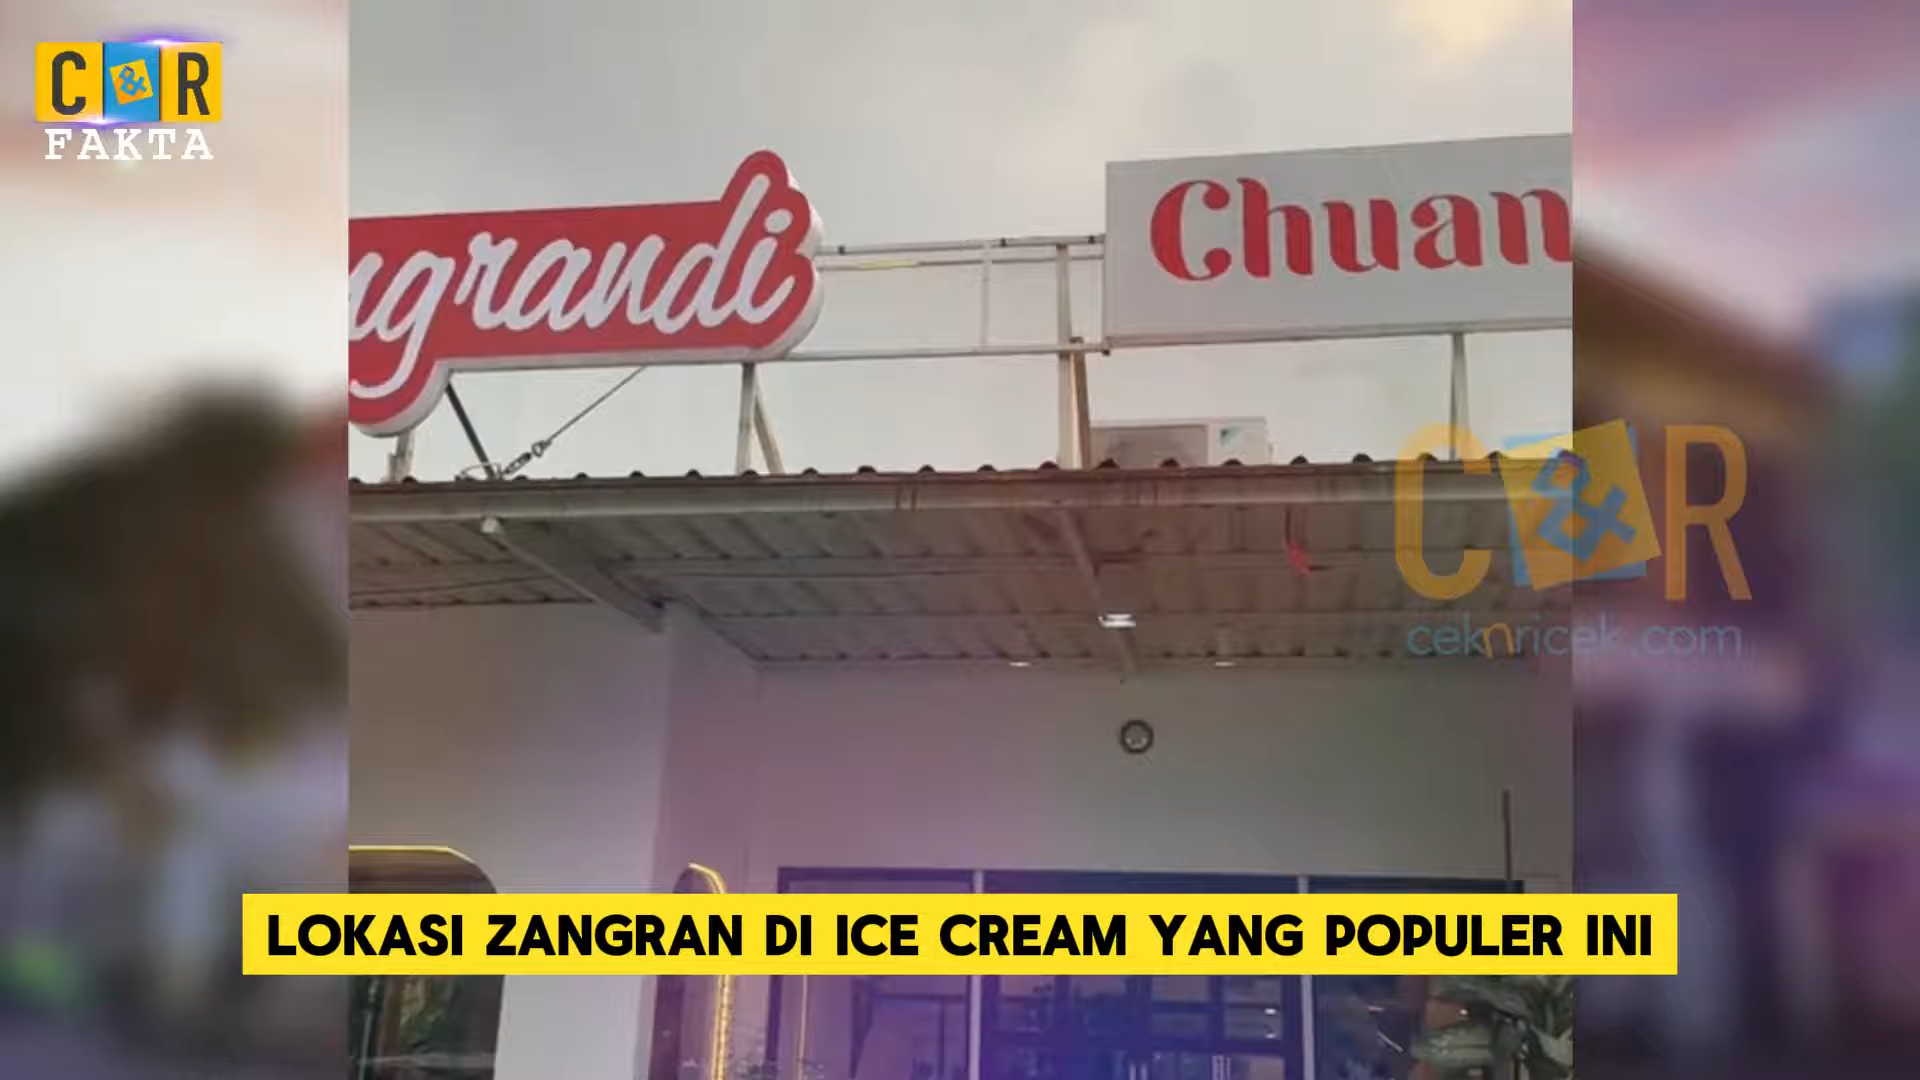 C&R
FAKTA
ngrandi
Chuan
C&R
ceknricek.com
LOKASI ZANGRAN DI ICE CREAM YANG POPULER INI